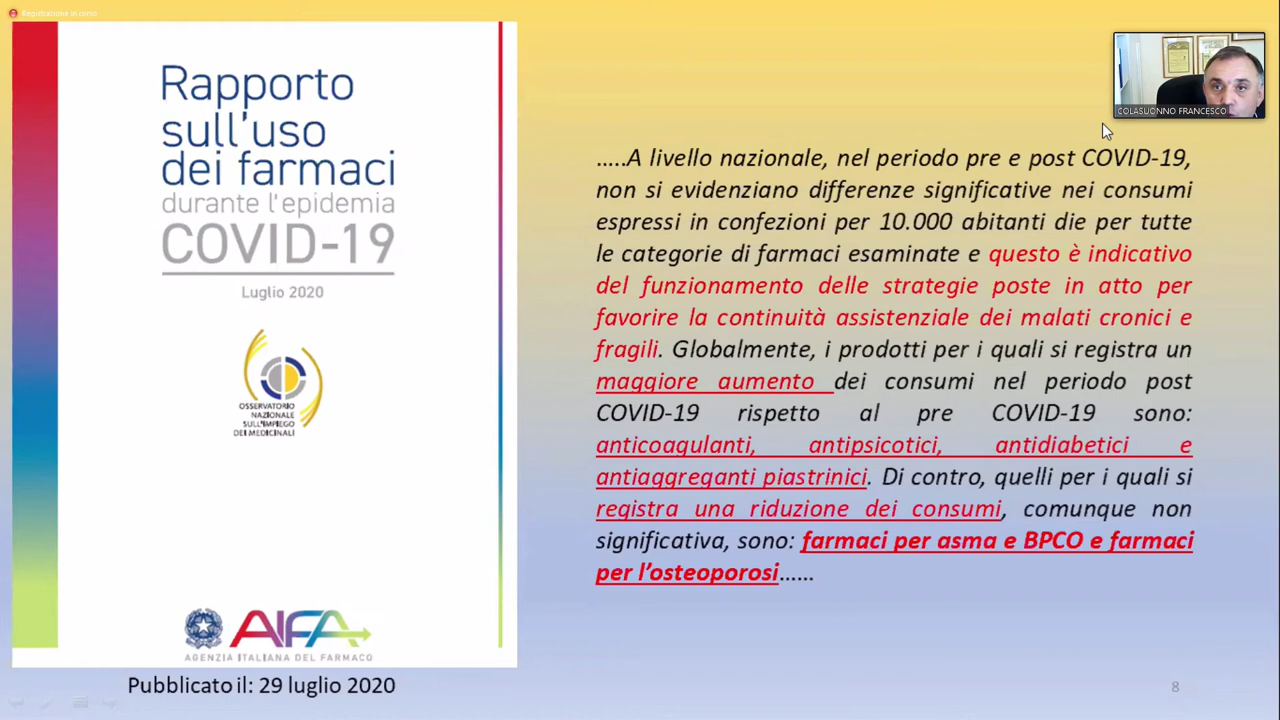 Registrazione in corso
Rapporto
sull'uso
dei farmaci
durante l'epidemia
COVID-19
Luglio 2020
OSSERVATORIO
NAZIONALE
SULL'IMPIEGO
DEI MEDICINALI
AIFA
AGENZIA ITALIANA DEL FARMACO
Pubblicato il: 29 luglio 2020
COLASUONNO FRANCESCO
…..A livello nazionale, nel periodo pre e post COVID-19,
non si evidenziano differenze significative nei consumi
espressi in confezioni per 10.000 abitanti die per tutte
le categorie di farmaci esaminate e questo è indicativo
del funzionamento delle strategie poste in atto per
favorire la continuità assistenziale dei malati cronici e
fragili. Globalmente, i prodotti per i quali si registra un
maggiore aumento dei consumi nel periodo post
COVID-19 rispetto al pre COVID-19 sono:
anticoagulanti, antipsicotici, antidiabetici e
antiaggreganti piastrinici. Di contro, quelli per i quali si
registra una riduzione dei consumi, comunque non
significativa, sono: farmaci per asma e BPCO e farmaci
per l'osteoporosi……
8